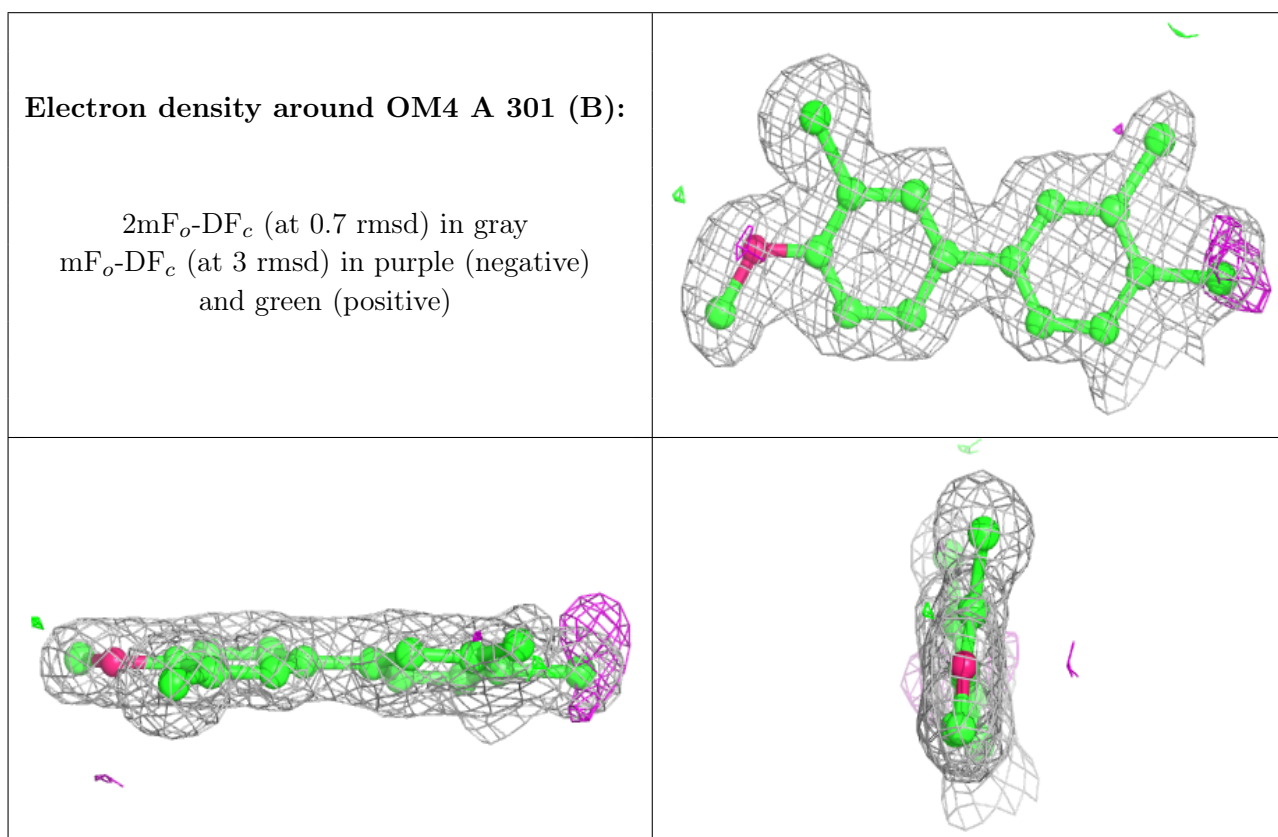 Electron density around OM4 A 301 (B):
2mFₒ-DF𝑐 (at 0.7 rmsd) in gray
mFₒ-DF𝑐 (at 3 rmsd) in purple (negative)
and green (positive)